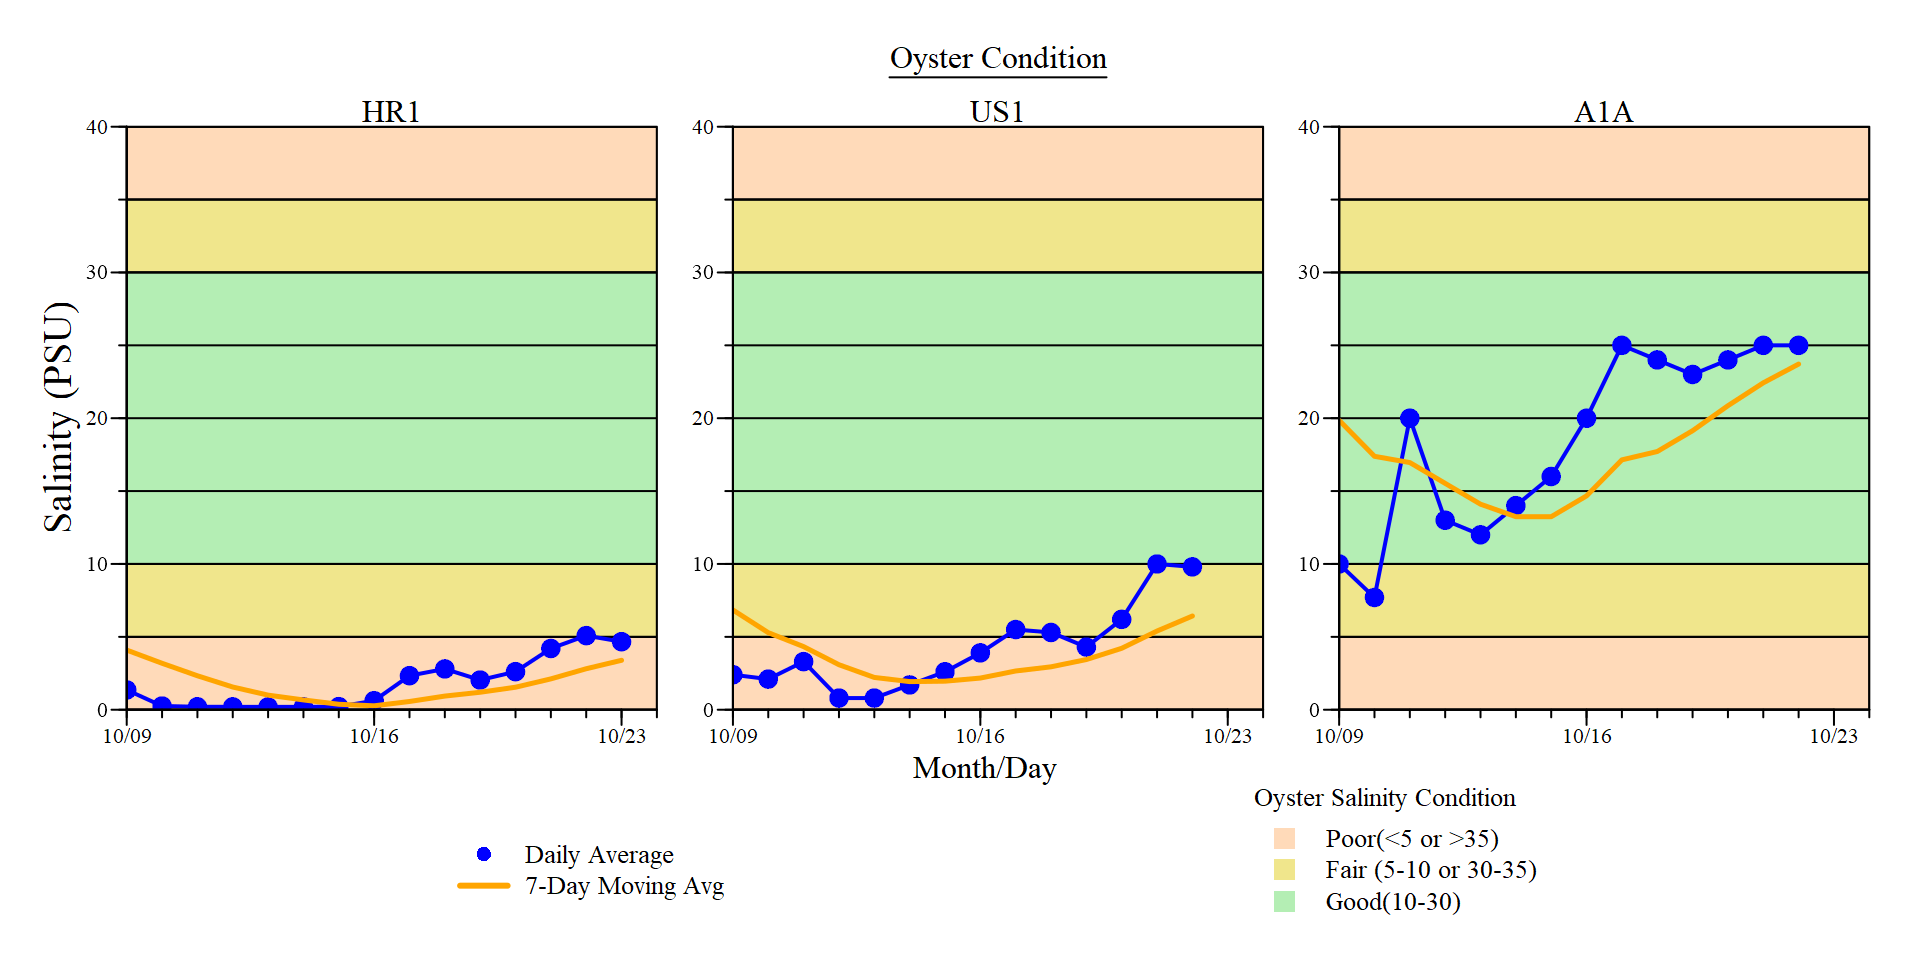 Oyster Condition
HR1
US1
A1A
Salinity (PSU)
40
30
20
10
0
10/09
10/16
10/23
40
30
20
10
0
10/09
10/16
10/23
40
30
20
10
0
10/09
10/16
10/23
Month/Day
Daily Average
7-Day Moving Avg
Oyster Salinity Condition
Poor(<5 or >35)
Fair (5-10 or 30-35)
Good(10-30)